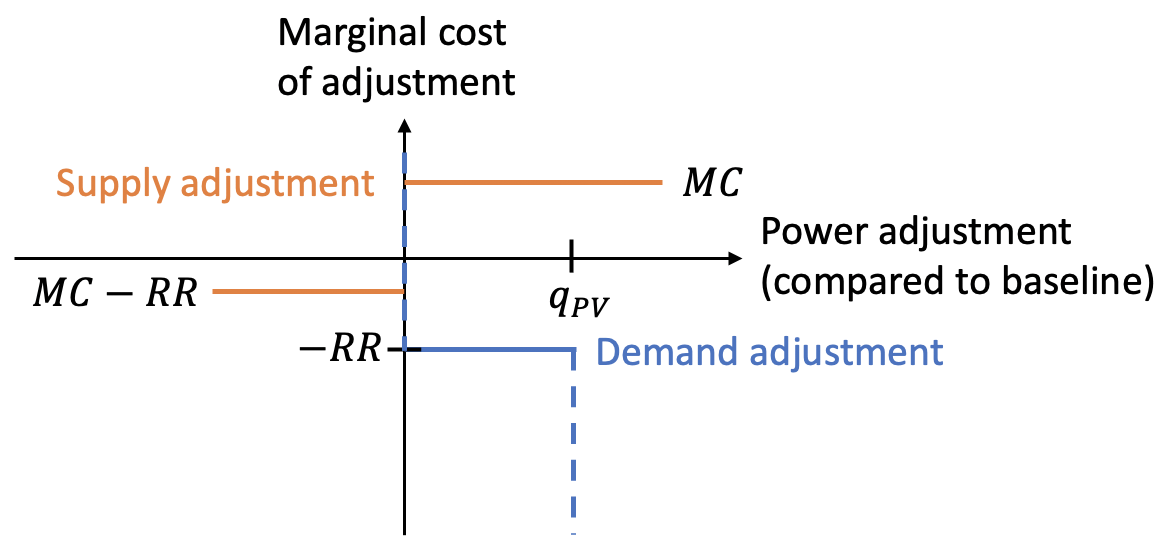 Marginal cost
of adjustment
Supply adjustment
MC
Power adjustment
(compared to baseline)
MC − RR
q_{PV}
−RR
Demand adjustment